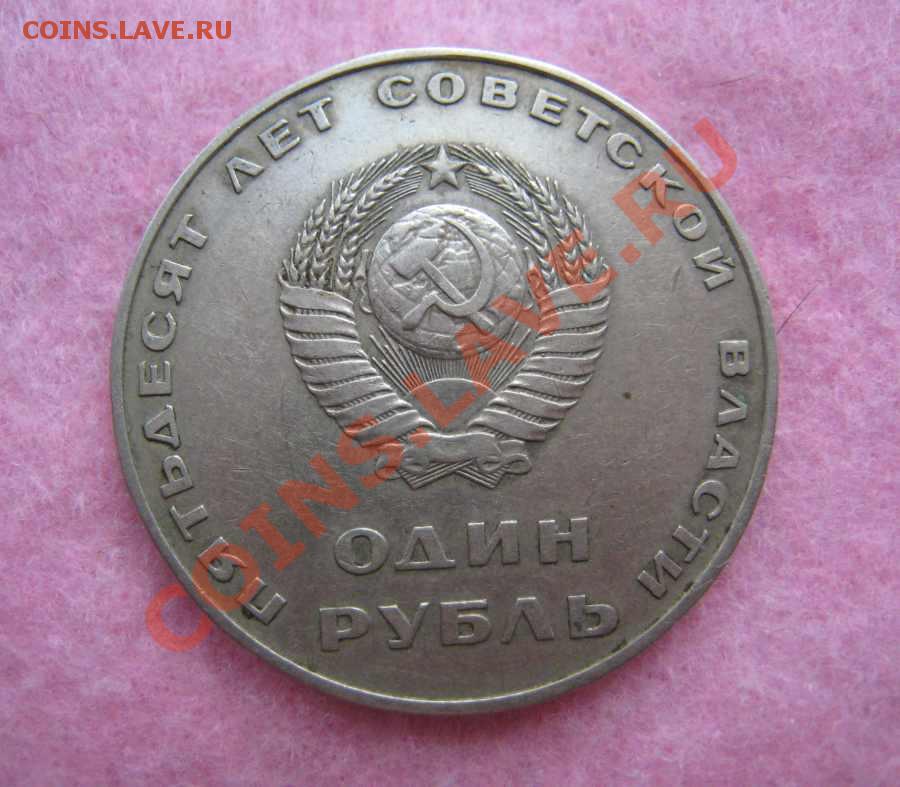 COINS.LAVE.RU
ПЯТЬДЕСЯТ ЛЕТ СОВЕТСКОЙ ВЛАСТИ
ОДИН
РУБЛЬ
COINS.LAVE.RU